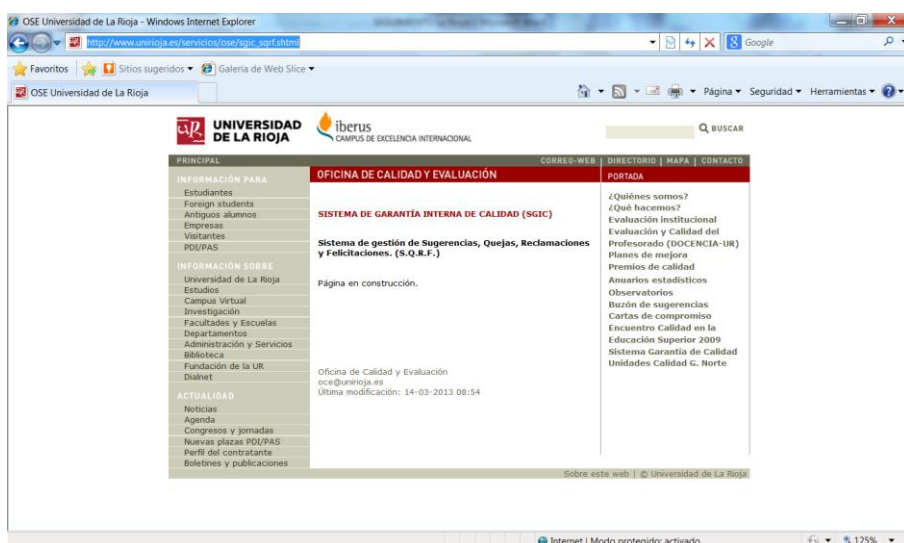 OSE Universidad de La Rioja - Windows Internet Explorer
http://www.unirioja.es/servicios/ose/sgic_sqrf.shtml
Google
Favoritos
Sitios sugeridos
Galería de Web Slice
OSE Universidad de La Rioja
Página
Seguridad
Herramientas
UNIVERSIDAD
DE LA RIOJA
iberus
CAMPUS DE EXCELENCIA INTERNACIONAL
BUSCAR
PRINCIPAL
CORREO-WEB | DIRECTORIO | MAPA | CONTACTO
INFORMACIÓN PARA
Estudiantes
Foreign students
Antiguos alumnos
Empresas
Visitantes
PDI/PAS
INFORMACIÓN SOBRE
Universidad de La Rioja
Estudios
Campus Virtual
Investigación
Facultades y Escuelas
Departamentos
Administración y Servicios
Biblioteca
Fundación de la UR
Dialnet
ACTUALIDAD
Noticias
Agenda
Congresos y jornadas
Nuevas plazas PDI/PAS
Perfil del contratante
Boletines y publicaciones
OFICINA DE CALIDAD Y EVALUACIÓN
SISTEMA DE GARANTÍA INTERNA DE CALIDAD (SGIC)
Sistema de gestión de Sugerencias, Quejas, Reclamaciones
y Felicitaciones. (S.Q.R.F.)
Página en construcción.
Oficina de Calidad y Evaluación
oce@unirioja.es
Última modificación: 14-03-2013 08:54
PORTADA
¿Quiénes somos?
¿Qué hacemos?
Evaluación institucional
Evaluación y Calidad del
Profesorado (DOCENCIA-UR)
Planes de mejora
Premios de calidad
Anuarios estadísticos
Observatorios
Buzón de sugerencias
Cartas de compromiso
Encuentro Calidad en la
Educación Superior 2009
Sistema Garantía de Calidad
Unidades Calidad G. Norte
Sobre este web | © Universidad de La Rioja
Internet | Modo protegido: activado
125%